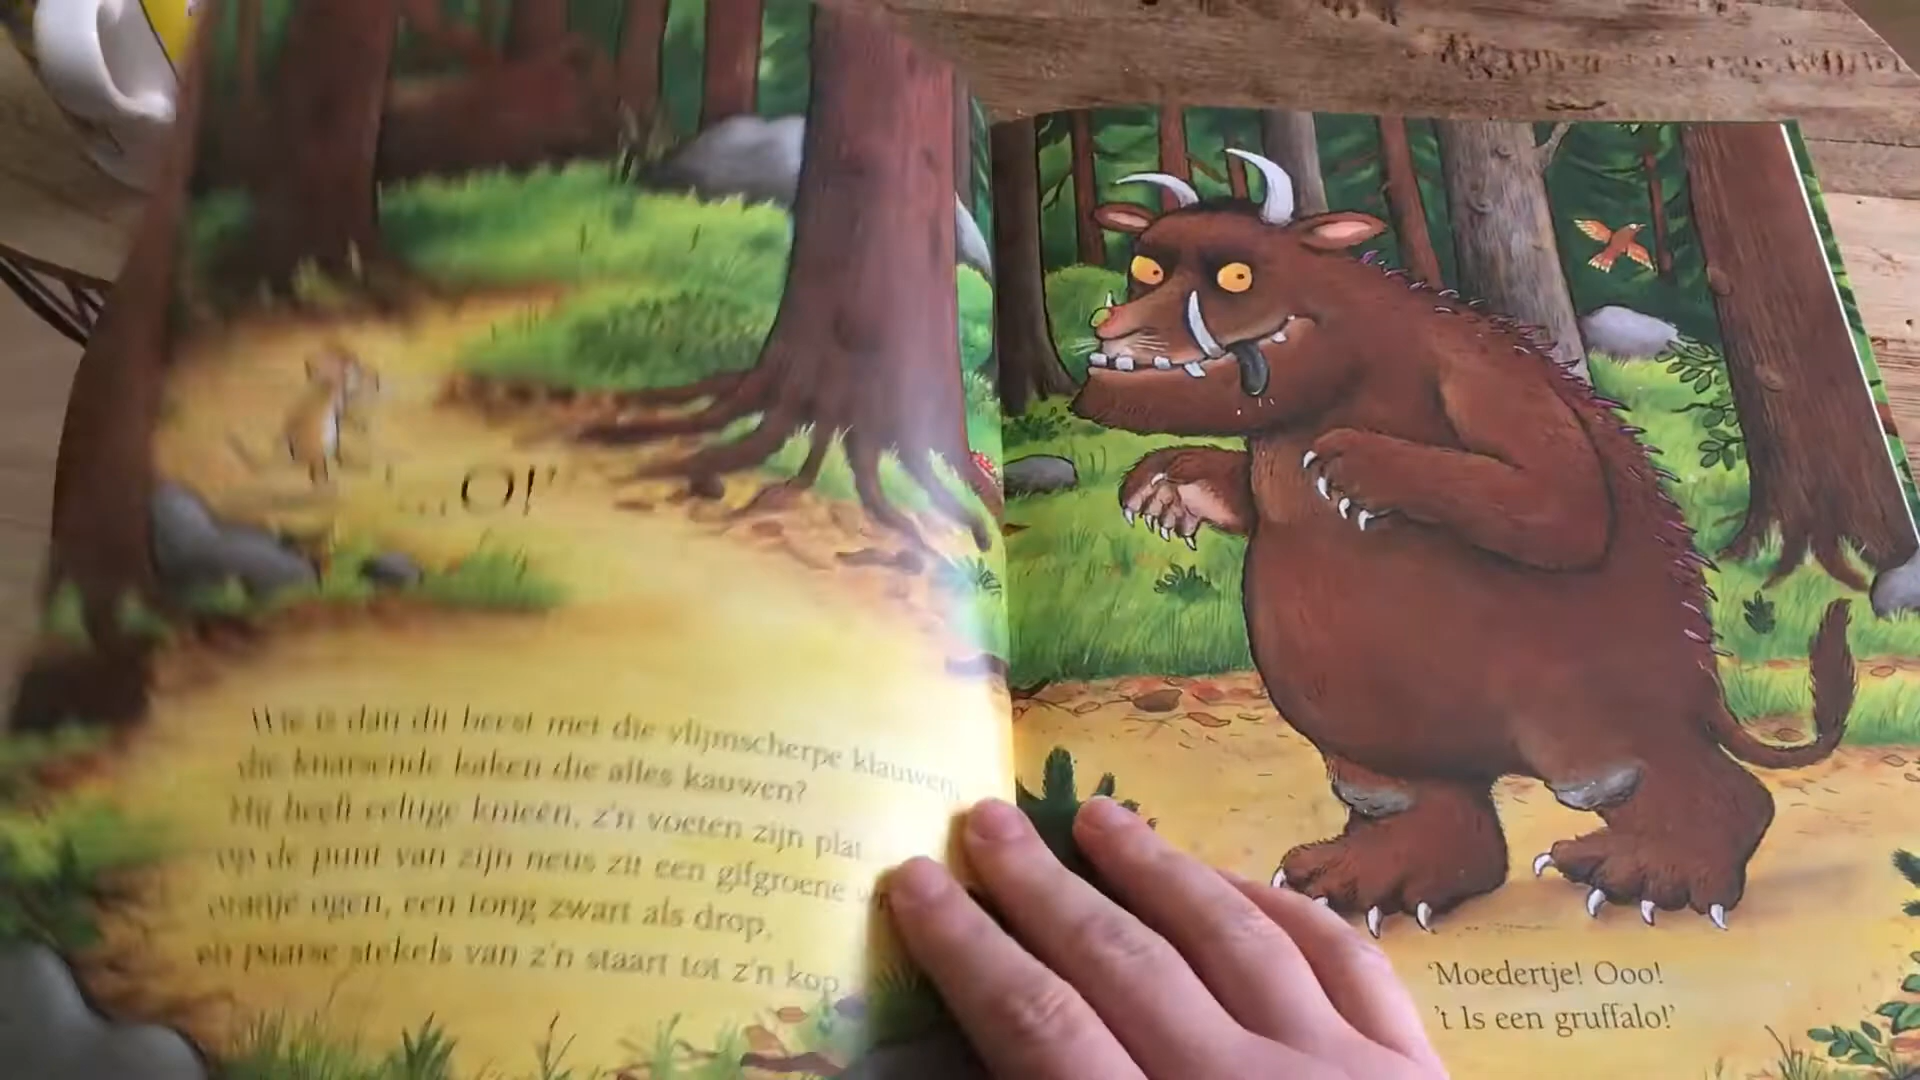 '...O!'
Wie is dan dit beest met die vlijmscherpe klauwen,
die knarsende kaken die alles kauwen?
Hij heeft eeltige knieën, z'n voeten zijn plat
op de punt van zijn neus zit een gifgroene
oranje ogen, een tong zwart als drop,
en paarse stekels van z'n staart tot z'n kop
'Moedertje! Ooo!
't Is een gruffalo!'